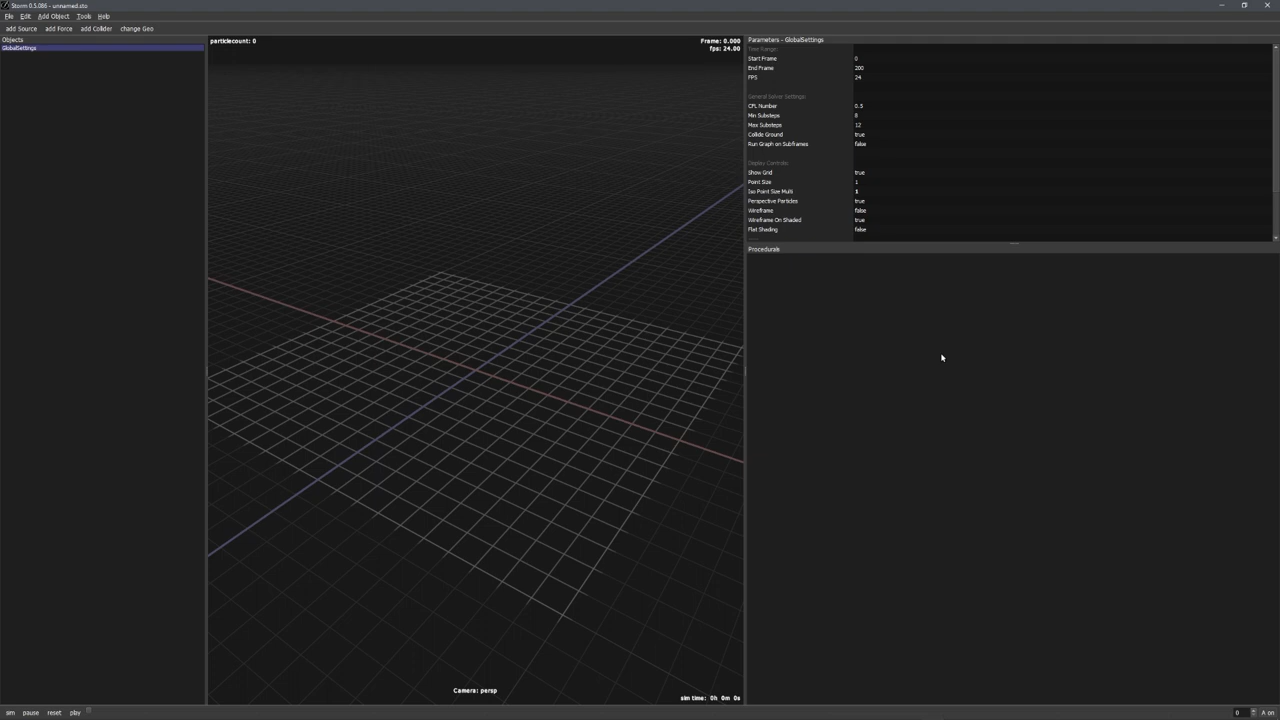 Storm 0.5.086 - unnamed.sto
File Edit Add Object Tools Help
add Source add Force add Collider change Geo
Objects
GlobalSettings
particlecount: 0
Frame: 0.000
fps: 24.00
Camera: persp
sim time: 0h 0m 0s
Parameters - GlobalSettings
Time Range:
Start Frame 0
End Frame 200
FPS 24
General Solver Settings:
CFL Number 0.5
Min Substeps 8
Max Substeps 12
Collide Ground true
Run Graph on Subframes false
Display Controls:
Show Grid true
Point Size 1
Iso Point Size Multi 1
Perspective Particles true
Wireframe false
Wireframe On Shaded true
Flat Shading false
Procedurals
sim pause reset play
0 A on